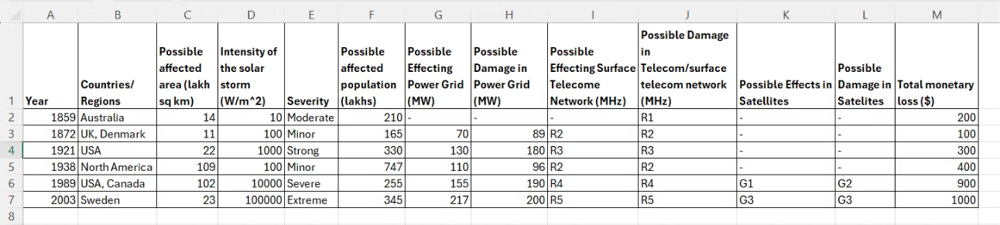 A B C D E F G H I J K L M
1 Year Countries/ Regions Possible affected area (lakh sq km) Intensity of the solar storm (W/m^2) Severity Possible affected population (lakhs) Possible Effecting Power Grid (MW) Possible Damage in Power Grid (MW) Possible Effecting Surface Telecome Network (MHz) Possible Damage in Telecom/surface telecom network (MHz) Possible Effects in Satellites Possible Damage in Satelites Total monetary loss ($)
2 1859 Australia 14 10 Moderate 210 - - - R1 - - 200
3 1872 UK, Denmark 11 100 Minor 165 70 89 R2 R2 - - 100
4 1921 USA 22 1000 Strong 330 130 180 R3 R3 - - 300
5 1938 North America 109 100 Minor 747 110 96 R2 R2 - - 400
6 1989 USA, Canada 102 10000 Severe 255 155 190 R4 R4 G1 G2 900
7 2003 Sweden 23 100000 Extreme 345 217 200 R5 R5 G3 G3 1000
8